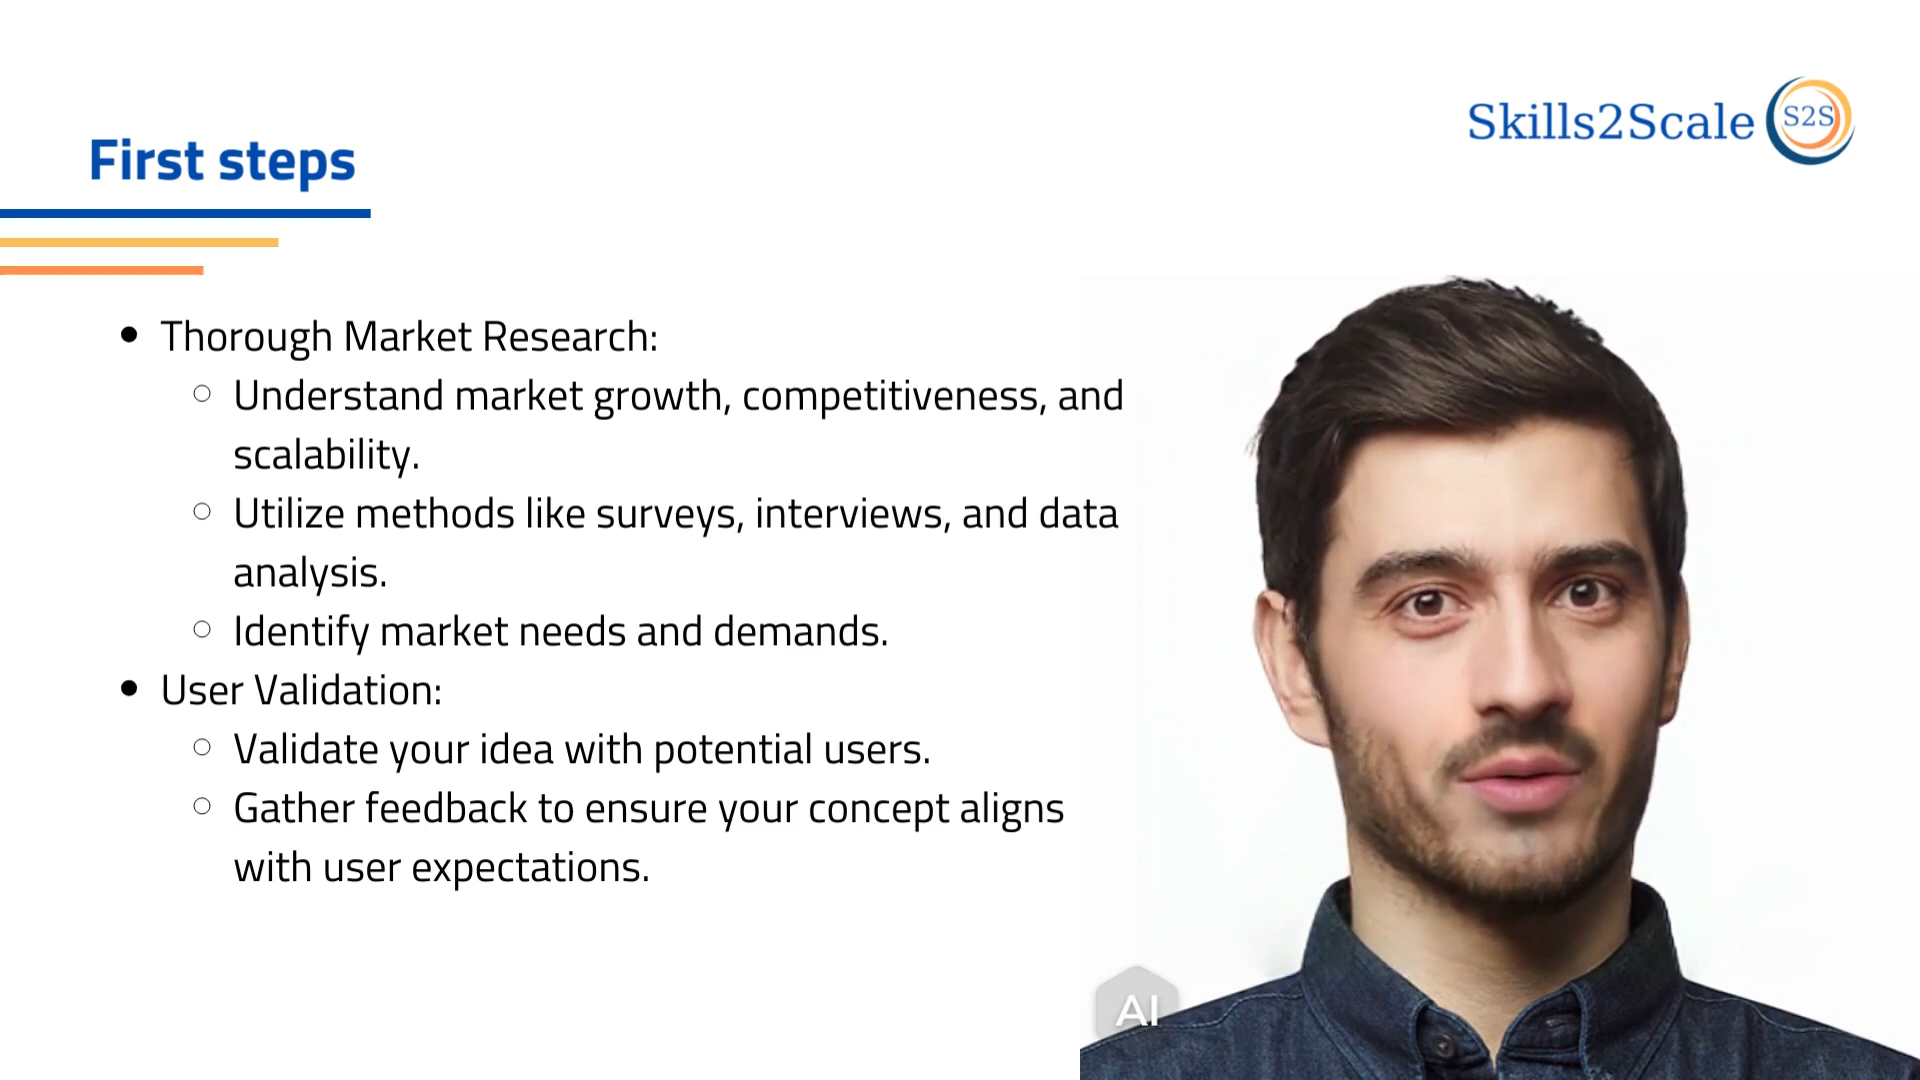 Skills2Scale
S2S
First steps
• Thorough Market Research:
○ Understand market growth, competitiveness, and
scalability.
○ Utilize methods like surveys, interviews, and data
analysis.
○ Identify market needs and demands.
• User Validation:
○ Validate your idea with potential users.
○ Gather feedback to ensure your concept aligns
with user expectations.
AI